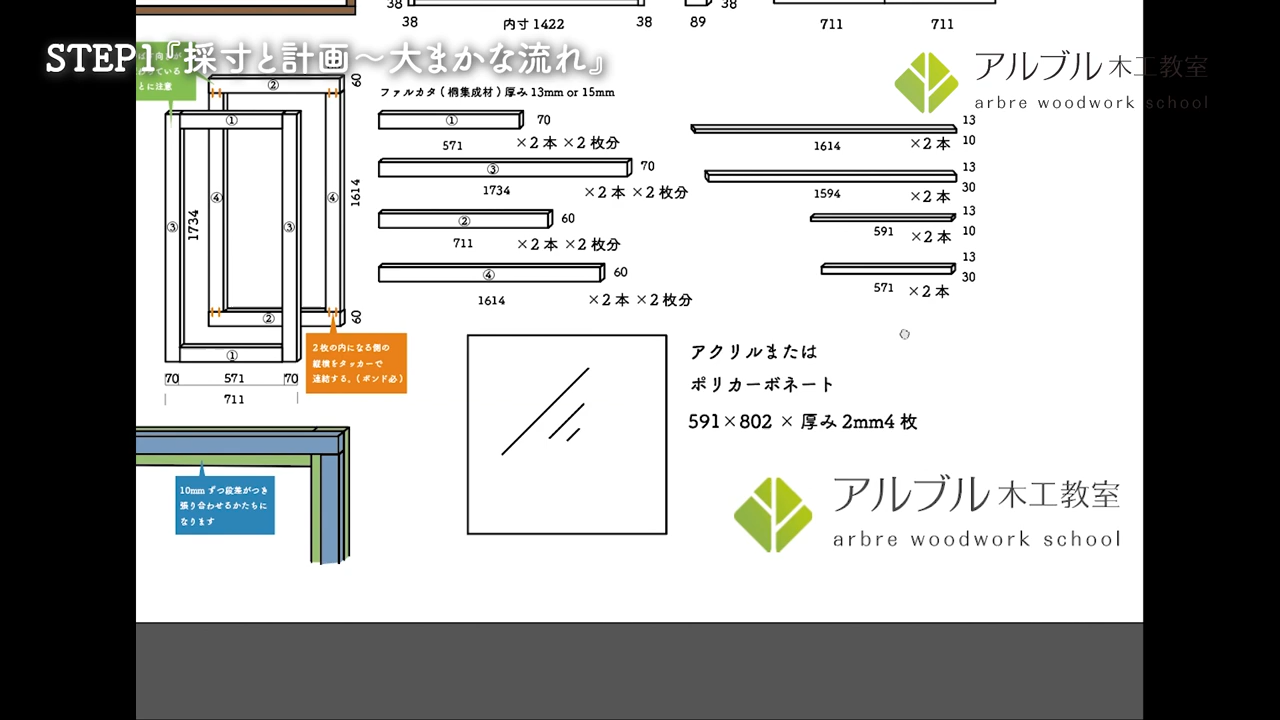 38
38
38
内寸 1422
38
89
711
711
STEP1『採寸と計画〜大まかな流れ』
アルブル 木工教室
arbre woodwork school
とに注意
②
60
①
④
④
③
③
1734
1614
②
60
①
70
571
70
711
2枚の内になる側の
縦横をタッカーで
連結する。(ボンド必)
ファルカタ ( 桐集成材 ) 厚み 13mm or 15mm
①
70
571
×2 本 ×2 枚分
③
70
1734
×2 本 ×2 枚分
②
60
711
×2 本 ×2 枚分
④
60
1614
×2 本 ×2 枚分
13
10
1614
×2 本
13
30
1594
×2 本
13
10
591
×2 本
13
30
571
×2 本
アクリルまたは
ポリカーボネート
591×802 × 厚み 2mm4 枚
10mm ずつ段差がつき
張り合わせるかたちに
なります
アルブル 木工教室
arbre woodwork school